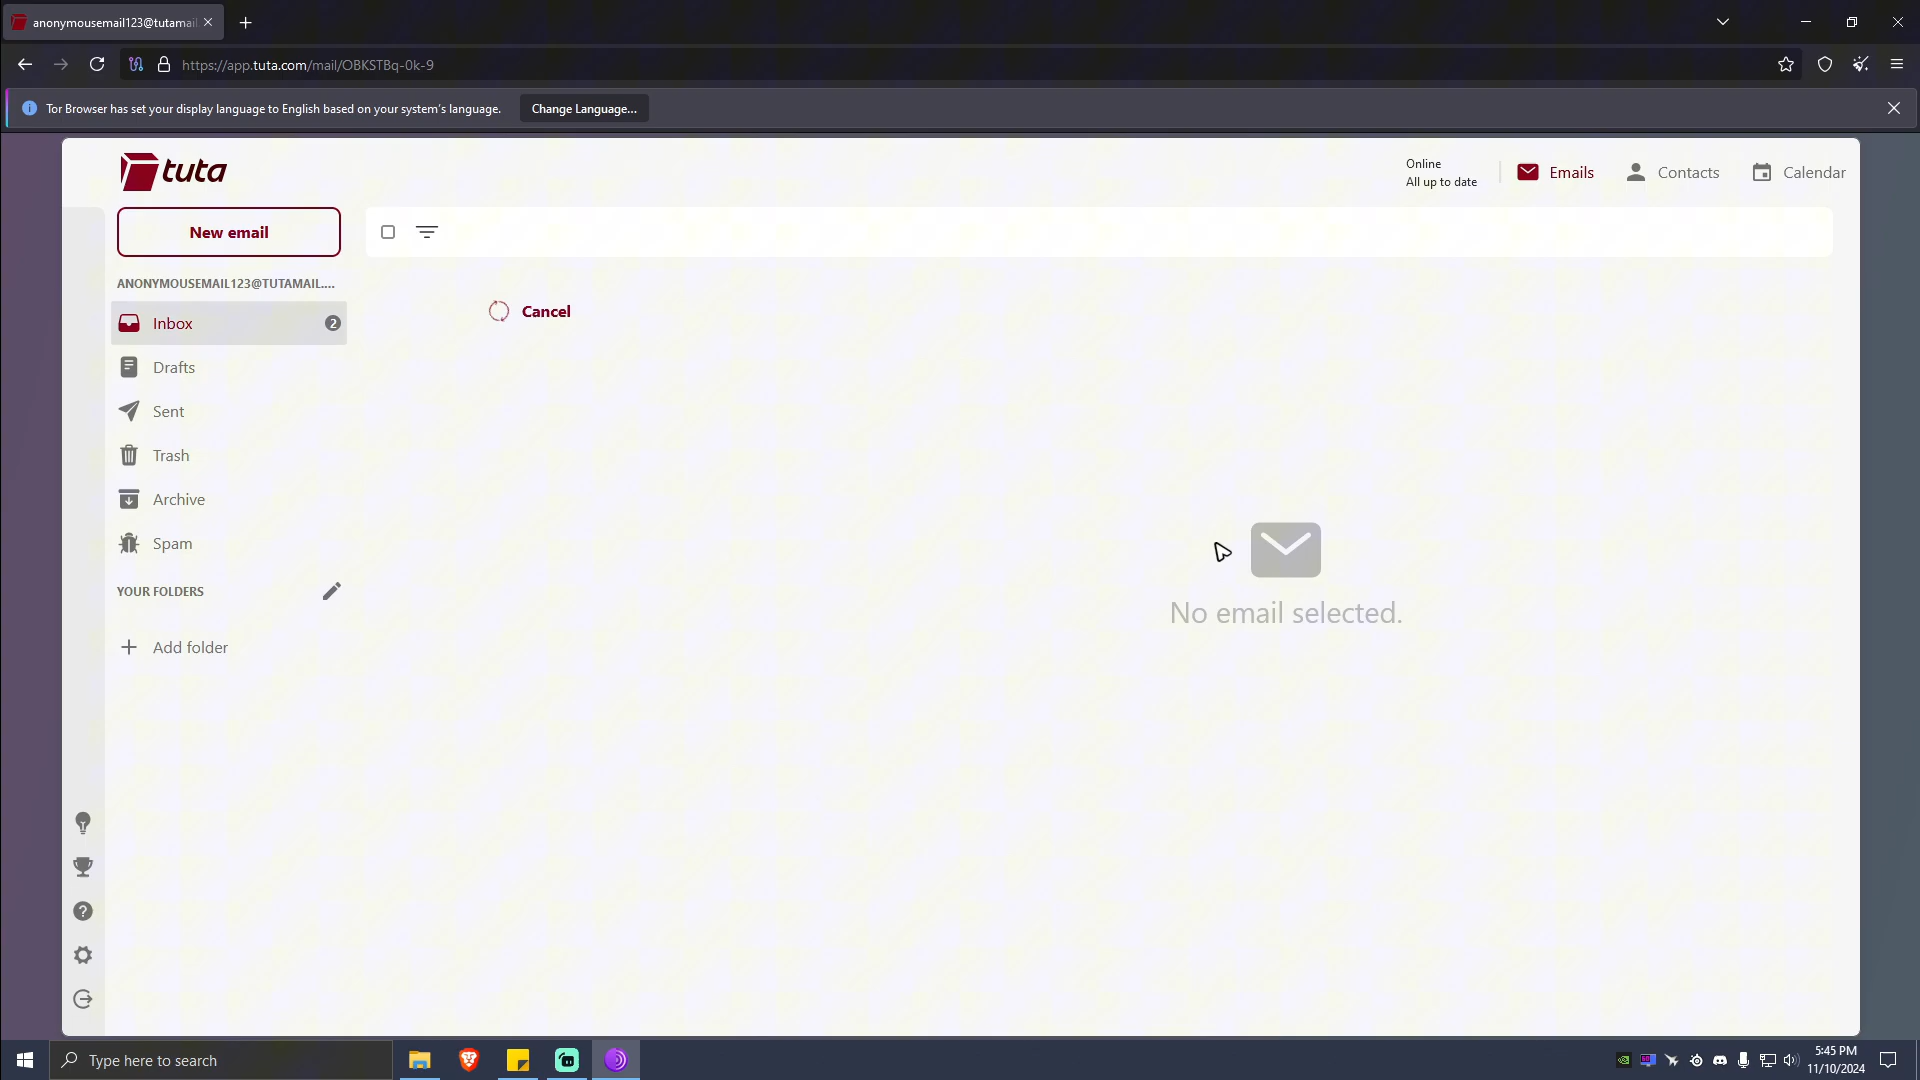 anonymousemail123@tutamail
https://app.tuta.com/mail/OBKSTBq-0k-9
Tor Browser has set your display language to English based on your system's language.
Change Language...
tuta
Online
All up to date
Emails
Contacts
Calendar
New email
ANONYMOUSEMAIL123@TUTAMAIL....
Inbox
2
Cancel
Drafts
Sent
Trash
Archive
Spam
No email selected.
YOUR FOLDERS
Add folder
Type here to search
5:45 PM
11/10/2024